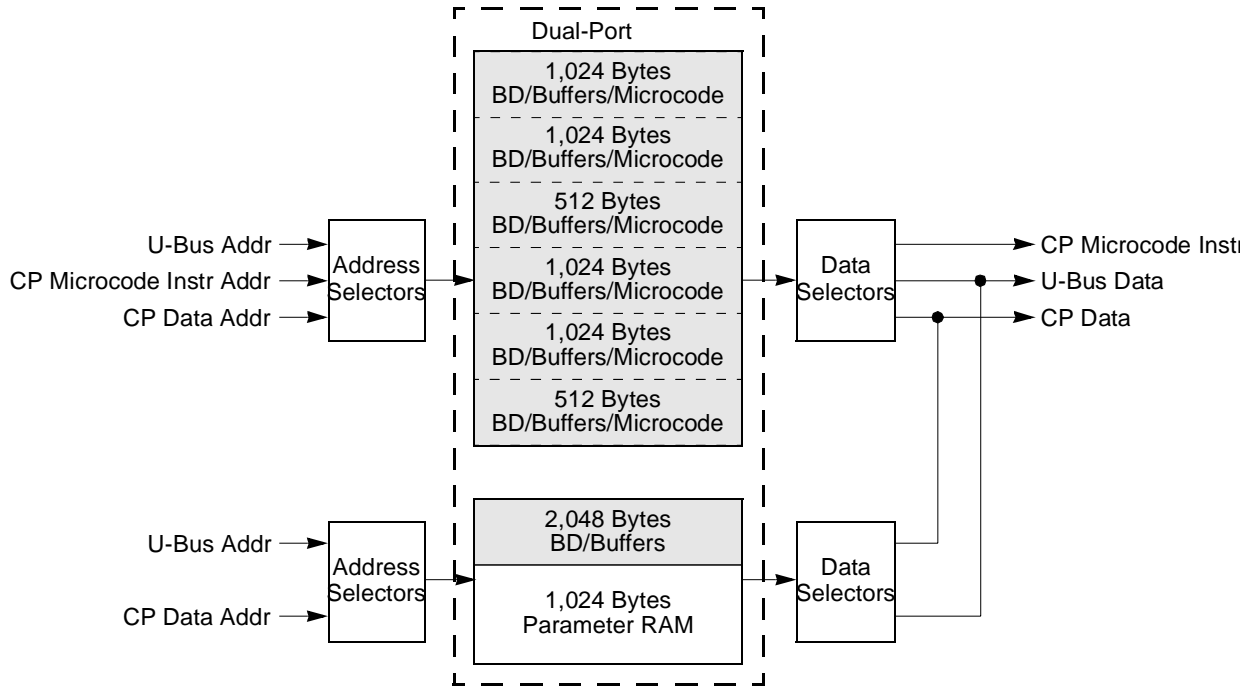 Dual-Port
1,024 Bytes
BD/Buffers/Microcode
1,024 Bytes
BD/Buffers/Microcode
512 Bytes
BD/Buffers/Microcode
1,024 Bytes
BD/Buffers/Microcode
1,024 Bytes
BD/Buffers/Microcode
512 Bytes
BD/Buffers/Microcode
U-Bus Addr
CP Microcode Instr Addr
CP Data Addr
Address
Selectors
Data
Selectors
CP Microcode Instr
U-Bus Data
CP Data
2,048 Bytes
BD/Buffers
1,024 Bytes
Parameter RAM
U-Bus Addr
CP Data Addr
Address
Selectors
Data
Selectors